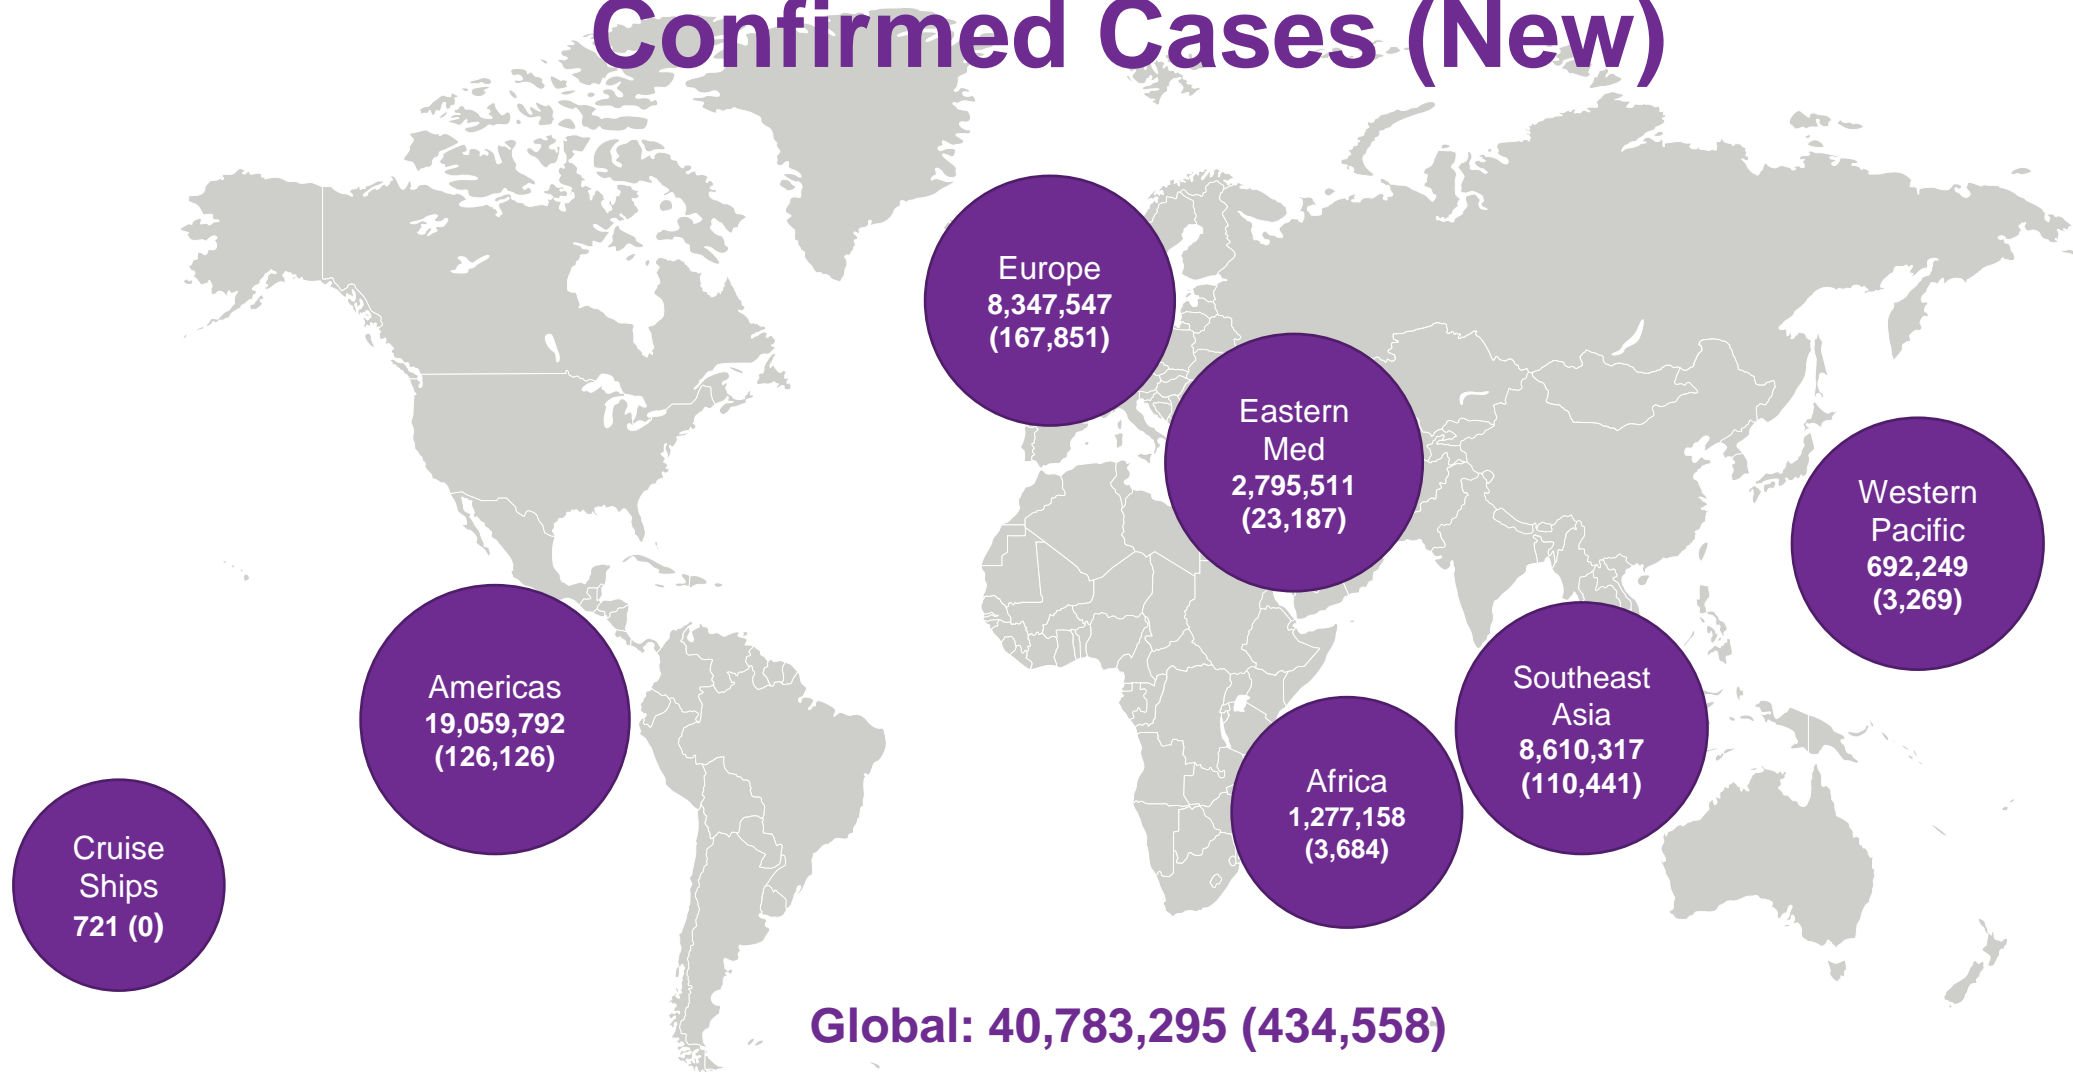 Confirmed Cases (New)
Europe
8,347,547
(167,851)
Eastern
Med
2,795,511
(23,187)
Western
Pacific
692,249
(3,269)
Americas
19,059,792
(126,126)
Southeast
Asia
8,610,317
(110,441)
Africa
1,277,158
(3,684)
Cruise
Ships
721 (0)
Global: 40,783,295 (434,558)